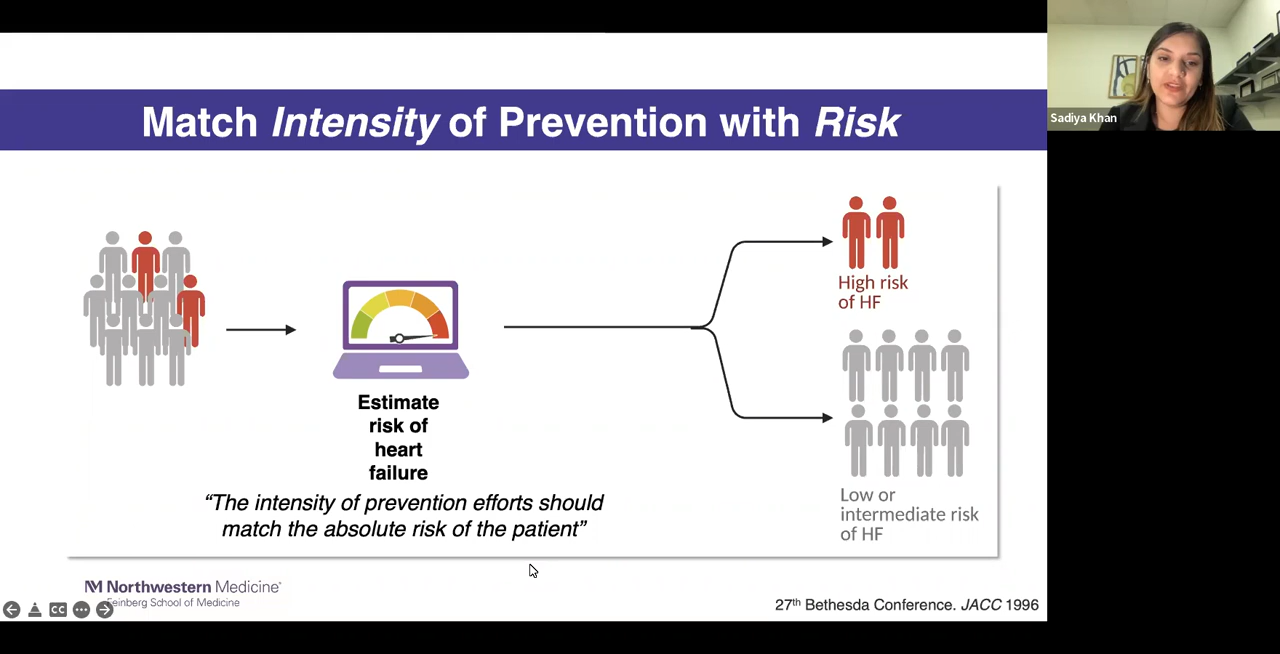 Match Intensity of Prevention with Risk
Sadiya Khan
High risk
of HF
Estimate
risk of
heart
failure
“The intensity of prevention efforts should
match the absolute risk of the patient”
Low or
intermediate risk
of HF
Northwestern Medicine®
Feinberg School of Medicine
CC
27th Bethesda Conference. JACC 1996